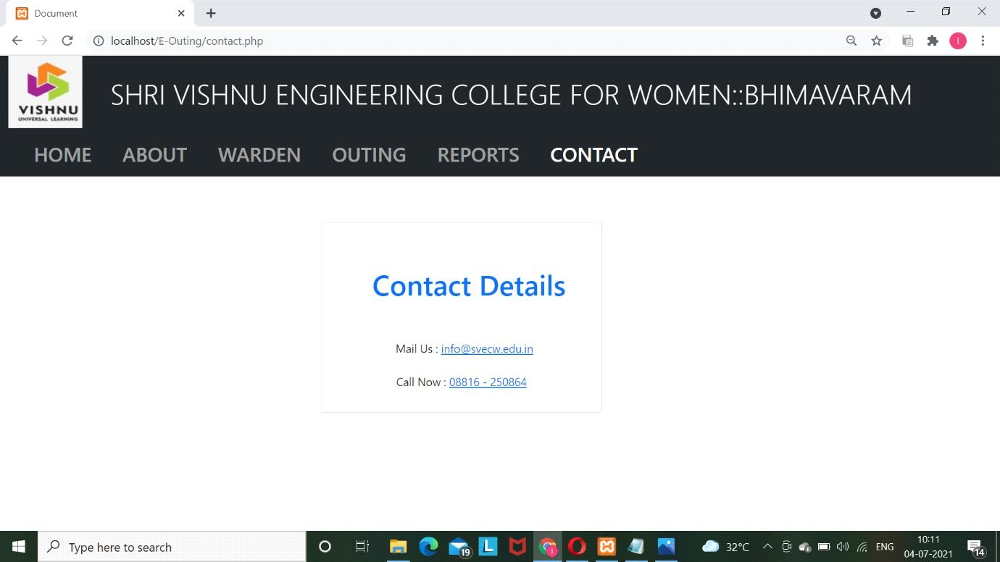 Document
localhost/E-Outing/contact.php
I
VISHNU
UNIVERSAL LEARNING
SHRI VISHNU ENGINEERING COLLEGE FOR WOMEN::BHIMAVARAM
HOME ABOUT WARDEN OUTING REPORTS CONTACT
Contact Details
Mail Us : info@svecw.edu.in
Call Now : 08816 - 250864
Type here to search
19
L
I
32°C
ENG
10:11
04-07-2021
14